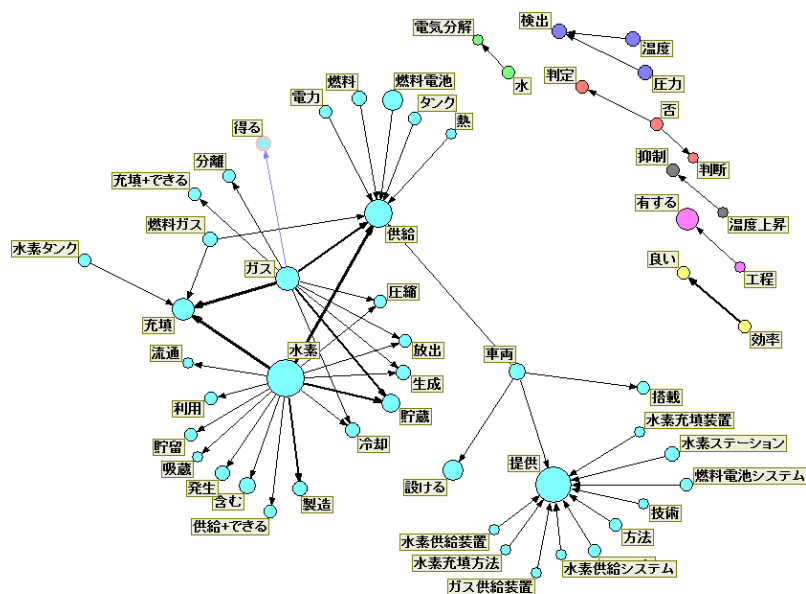 電気分解
検出
温度
圧力
水
判定
否
判断
燃料
燃料電池
電力
タンク
熱
得る
分離
充填+できる
抑制
温度上昇
有する
工程
燃料ガス
供給
水素タンク
ガス
良い
効率
充填
圧縮
流通
水素
放出
車両
生成
搭載
利用
貯蔵
貯留
冷却
水素充填装置
吸蔵
水素ステーション
提供
発生
含む
製造
設ける
燃料電池システム
供給+できる
技術
方法
水素供給装置
水素充填方法
水素供給システム
ガス供給装置